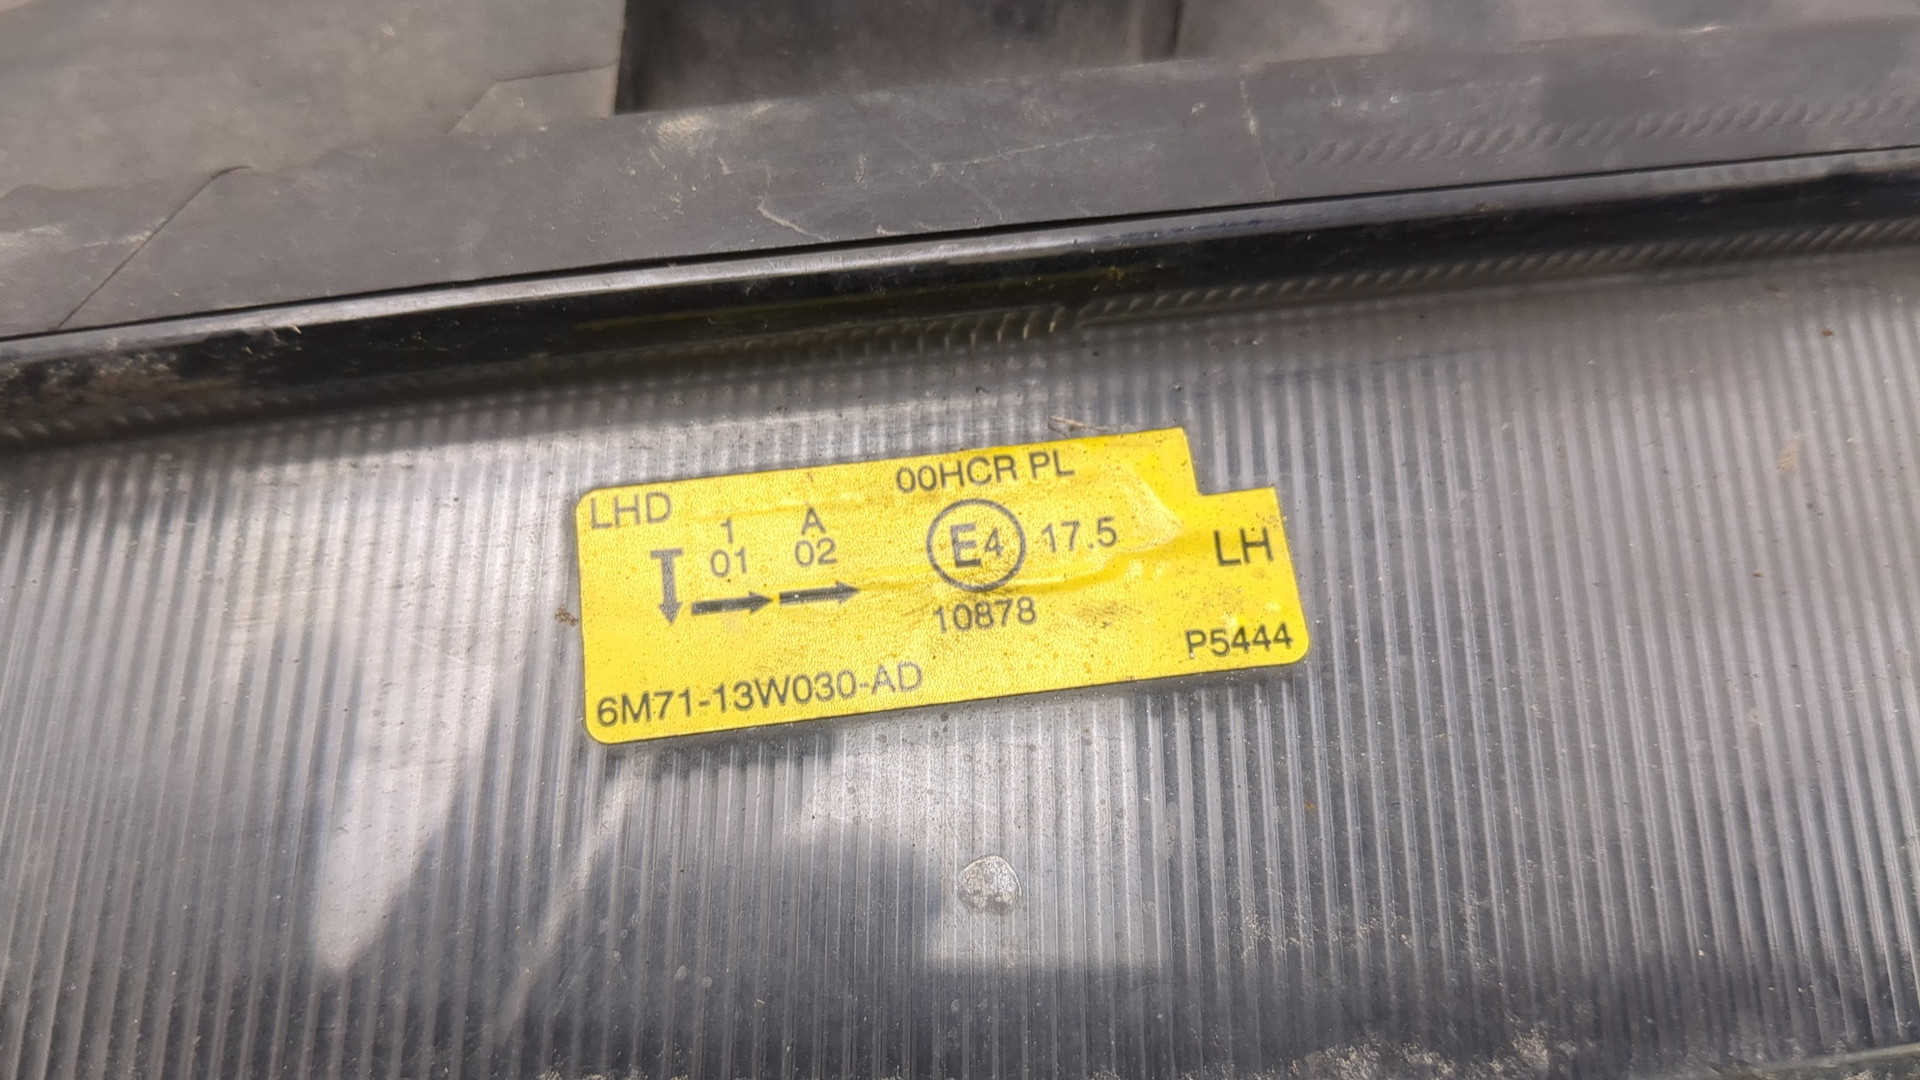 00HCR PL
LHD
1 A
01 02 E4 17.5 LH
10878
P5444
6M71-13W030-AD